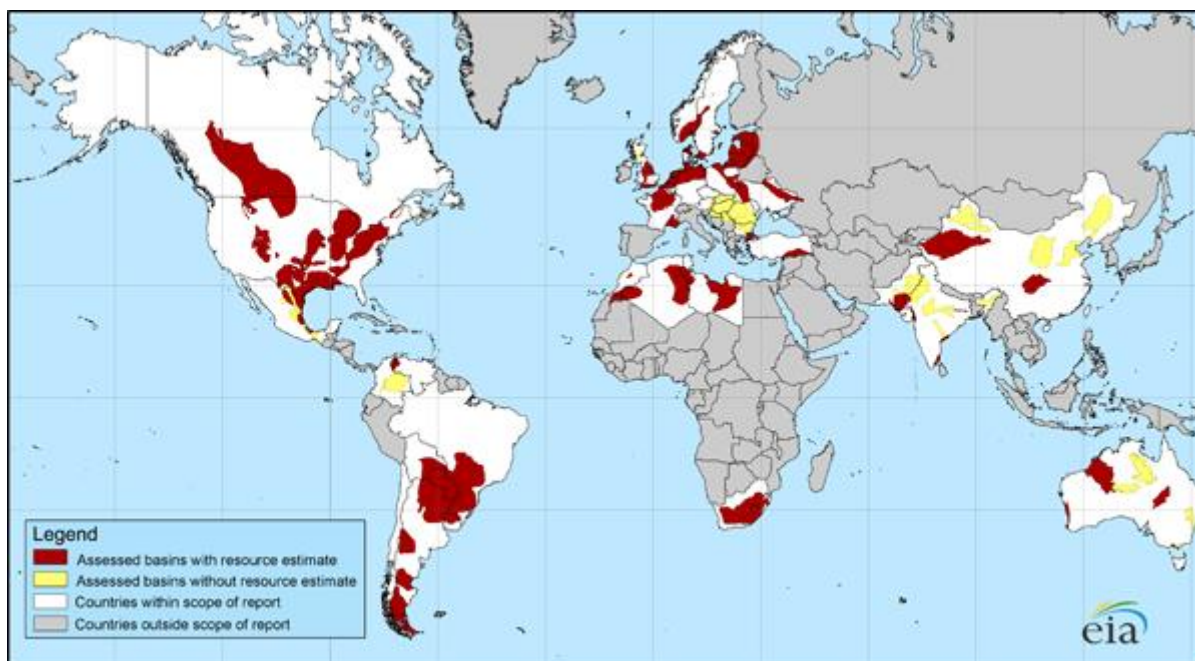 Legend
Assessed basins with resource estimate
Assessed basins without resource estimate
Countries within scope of report
Countries outside scope of report
eia